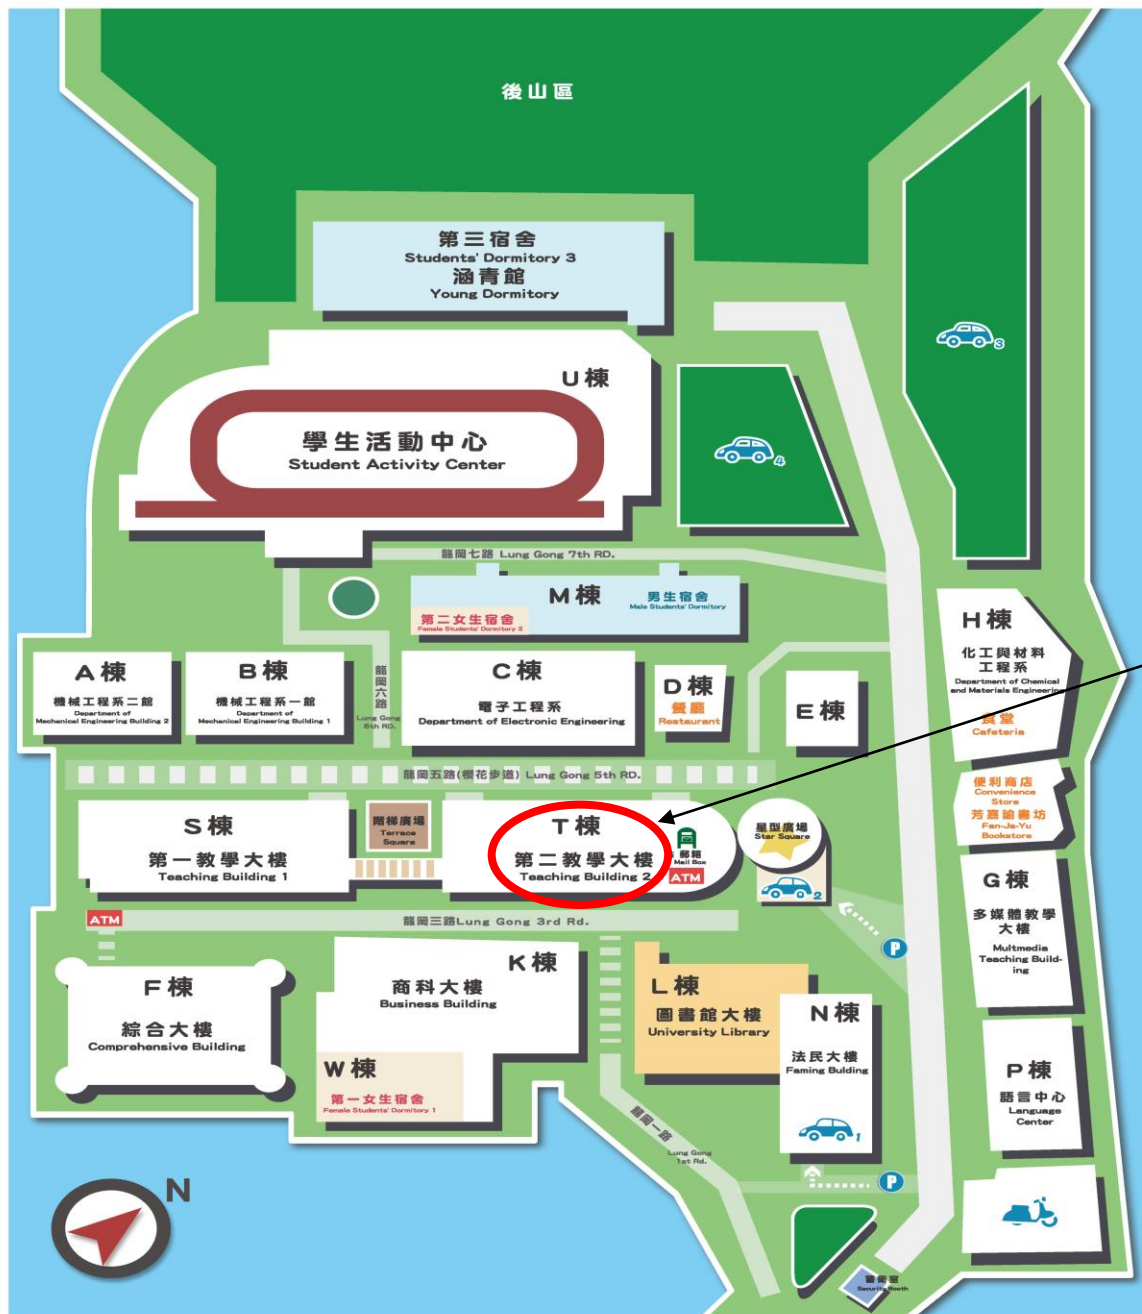 後山區
第三宿舍
Students' Dormitory 3
涵青館
Young Dormitory
3
U棟
學生活動中心
Student Activity Center
4
龍岡七路 Lung Gong 7th RD.
M棟
男生宿舍
Male Students' Dormitory
第二女生宿舍
Female Students' Dormitory 2
H棟
化工與材料
工程系
Department of Chemical
and Materials Engineering
食堂
Cafeteria
A棟
機械工程系二館
Department of
Mechanical Engineering Building 2
B棟
機械工程系一館
Department of
Mechanical Engineering Building 1
龍岡六路
Lung Gong
6th RD.
C棟
電子工程系
Department of Electronic Engineering
D棟
餐廳
Restaurant
E棟
龍岡五路(櫻花步道) Lung Gong 5th RD.
便利商店
Convenience
Store
芳嘉諭書坊
Fan-Ja-Yu
Bookstore
S棟
第一教學大樓
Teaching Building 1
階梯廣場
Terrace
Square
T棟
第二教學大樓
Teaching Building 2
郵箱
Mail Box
ATM
星型廣場
Star Square
2
G棟
多媒體教學
大樓
Multmedia
Teaching Build-
ing
ATM
龍岡三路Lung Gong 3rd Rd.
P
F棟
綜合大樓
Comprehensive Building
K棟
商科大樓
Business Building
W棟
第一女生宿舍
Female Students' Dormitory 1
L棟
圖書館大樓
University Library
N棟
法民大樓
Faming Bulding
1
P棟
語言中心
Language
Center
龍岡一路
Lung Gong
1st Rd.
P
N
警衛室
Security Booth